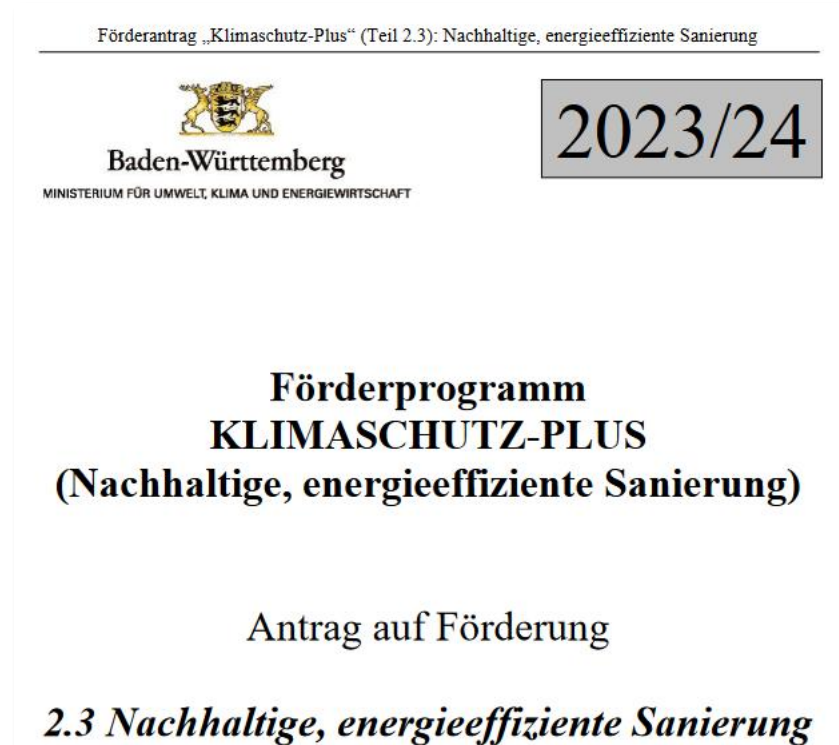 Förderantrag „Klimaschutz-Plus“ (Teil 2.3): Nachhaltige, energieeffiziente Sanierung
Baden-Württemberg
MINISTERIUM FÜR UMWELT, KLIMA UND ENERGIEWIRTSCHAFT
2023/24
Förderprogramm
KLIMASCHUTZ-PLUS
(Nachhaltige, energieeffiziente Sanierung)
Antrag auf Förderung
2.3 Nachhaltige, energieeffiziente Sanierung